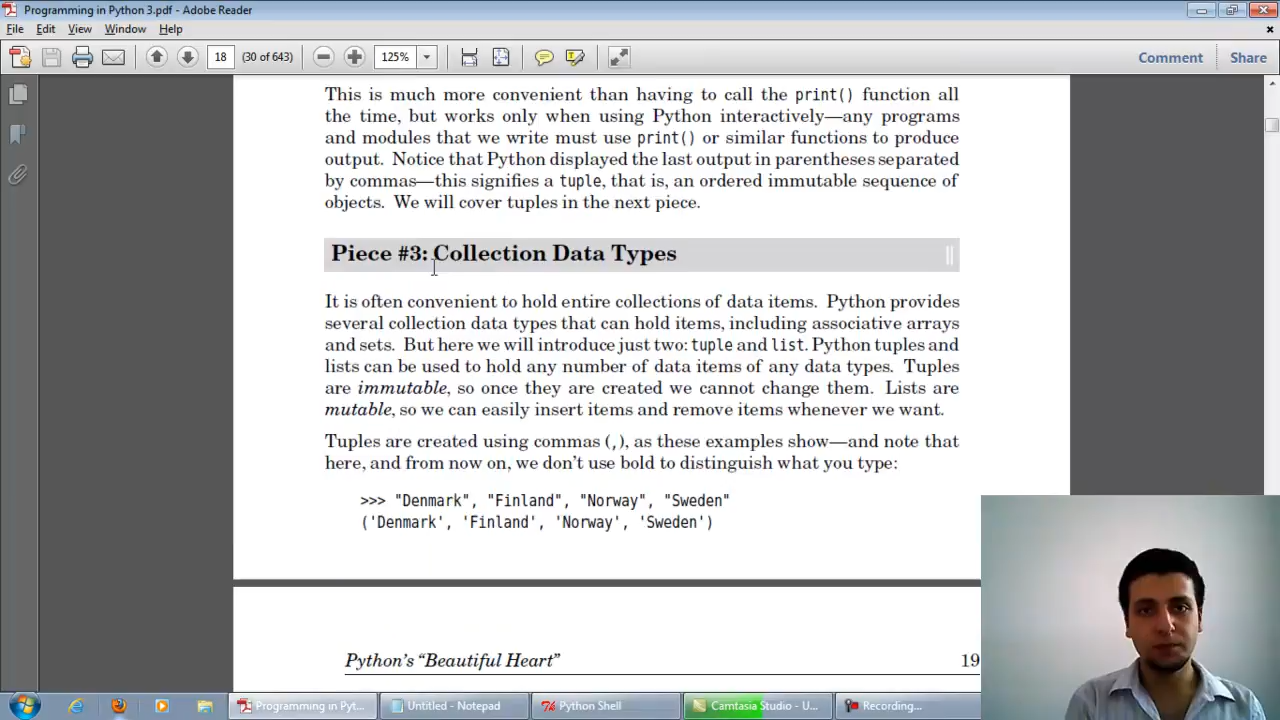 Programming in Python 3.pdf - Adobe Reader
File Edit View Window Help
18 (30 of 643) 125% Comment Share
This is much more convenient than having to call the print() function all
the time, but works only when using Python interactively—any programs
and modules that we write must use print() or similar functions to produce
output. Notice that Python displayed the last output in parentheses separated
by commas—this signifies a tuple, that is, an ordered immutable sequence of
objects. We will cover tuples in the next piece.
Piece #3: Collection Data Types
It is often convenient to hold entire collections of data items. Python provides
several collection data types that can hold items, including associative arrays
and sets. But here we will introduce just two: tuple and list. Python tuples and
lists can be used to hold any number of data items of any data types. Tuples
are immutable, so once they are created we cannot change them. Lists are
mutable, so we can easily insert items and remove items whenever we want.
Tuples are created using commas (,), as these examples show—and note that
here, and from now on, we don't use bold to distinguish what you type:
>>> "Denmark", "Finland", "Norway", "Sweden"
('Denmark', 'Finland', 'Norway', 'Sweden')
Python's "Beautiful Heart" 19
Programming in Pyt... Untitled - Notepad Python Shell Camtasia Studio - U... Recording...